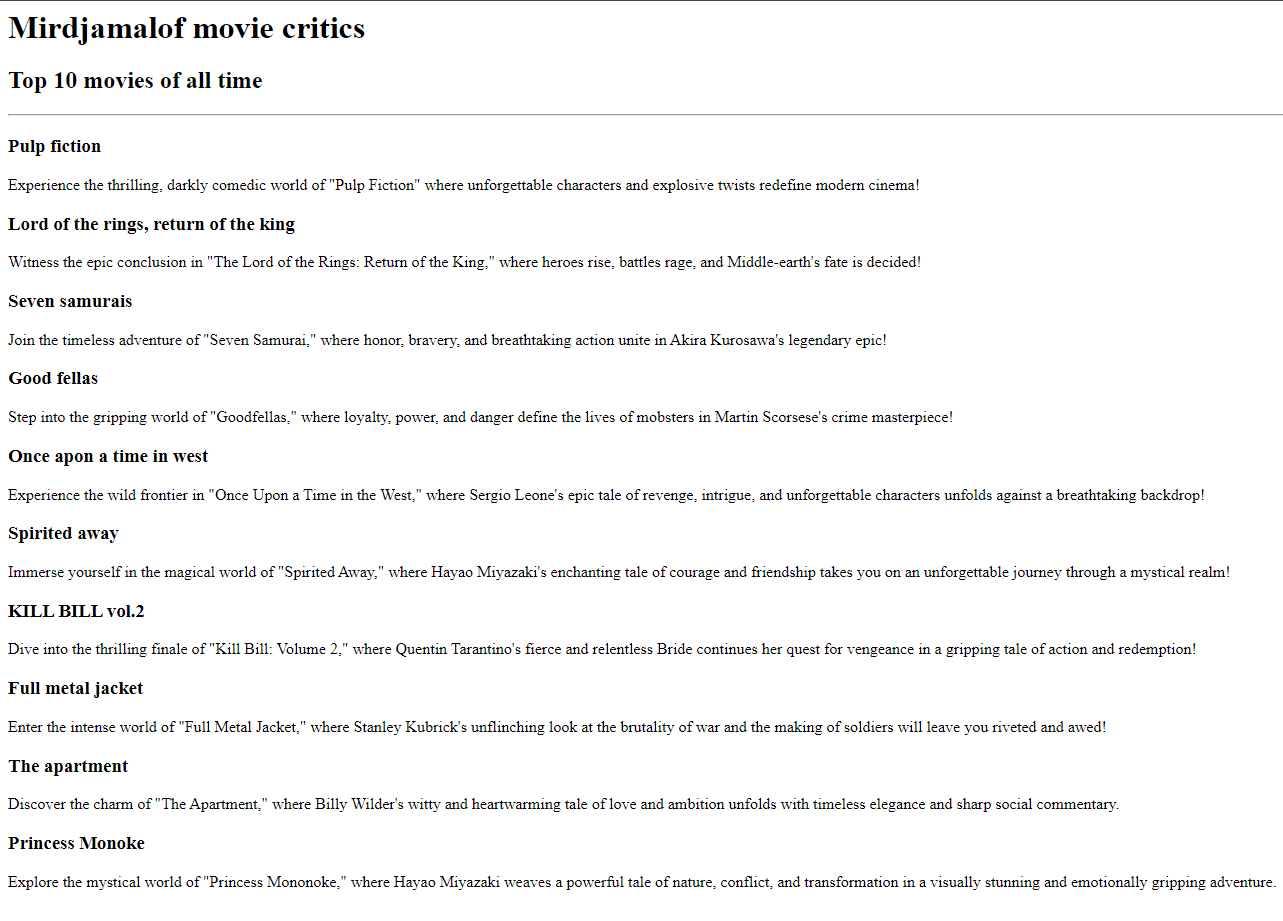 Mirdjamalof movie critics
Top 10 movies of all time
Pulp fiction
Experience the thrilling, darkly comedic world of "Pulp Fiction" where unforgettable characters and explosive twists redefine modern cinema!
Lord of the rings, return of the king
Witness the epic conclusion in "The Lord of the Rings: Return of the King," where heroes rise, battles rage, and Middle-earth's fate is decided!
Seven samurais
Join the timeless adventure of "Seven Samurai," where honor, bravery, and breathtaking action unite in Akira Kurosawa's legendary epic!
Good fellas
Step into the gripping world of "Goodfellas," where loyalty, power, and danger define the lives of mobsters in Martin Scorsese's crime masterpiece!
Once apon a time in west
Experience the wild frontier in "Once Upon a Time in the West," where Sergio Leone's epic tale of revenge, intrigue, and unforgettable characters unfolds against a breathtaking backdrop!
Spirited away
Immerse yourself in the magical world of "Spirited Away," where Hayao Miyazaki's enchanting tale of courage and friendship takes you on an unforgettable journey through a mystical realm!
KILL BILL vol.2
Dive into the thrilling finale of "Kill Bill: Volume 2," where Quentin Tarantino's fierce and relentless Bride continues her quest for vengeance in a gripping tale of action and redemption!
Full metal jacket
Enter the intense world of "Full Metal Jacket," where Stanley Kubrick's unflinching look at the brutality of war and the making of soldiers will leave you riveted and awed!
The apartment
Discover the charm of "The Apartment," where Billy Wilder's witty and heartwarming tale of love and ambition unfolds with timeless elegance and sharp social commentary.
Princess Monoke
Explore the mystical world of "Princess Mononoke," where Hayao Miyazaki weaves a powerful tale of nature, conflict, and transformation in a visually stunning and emotionally gripping adventure.